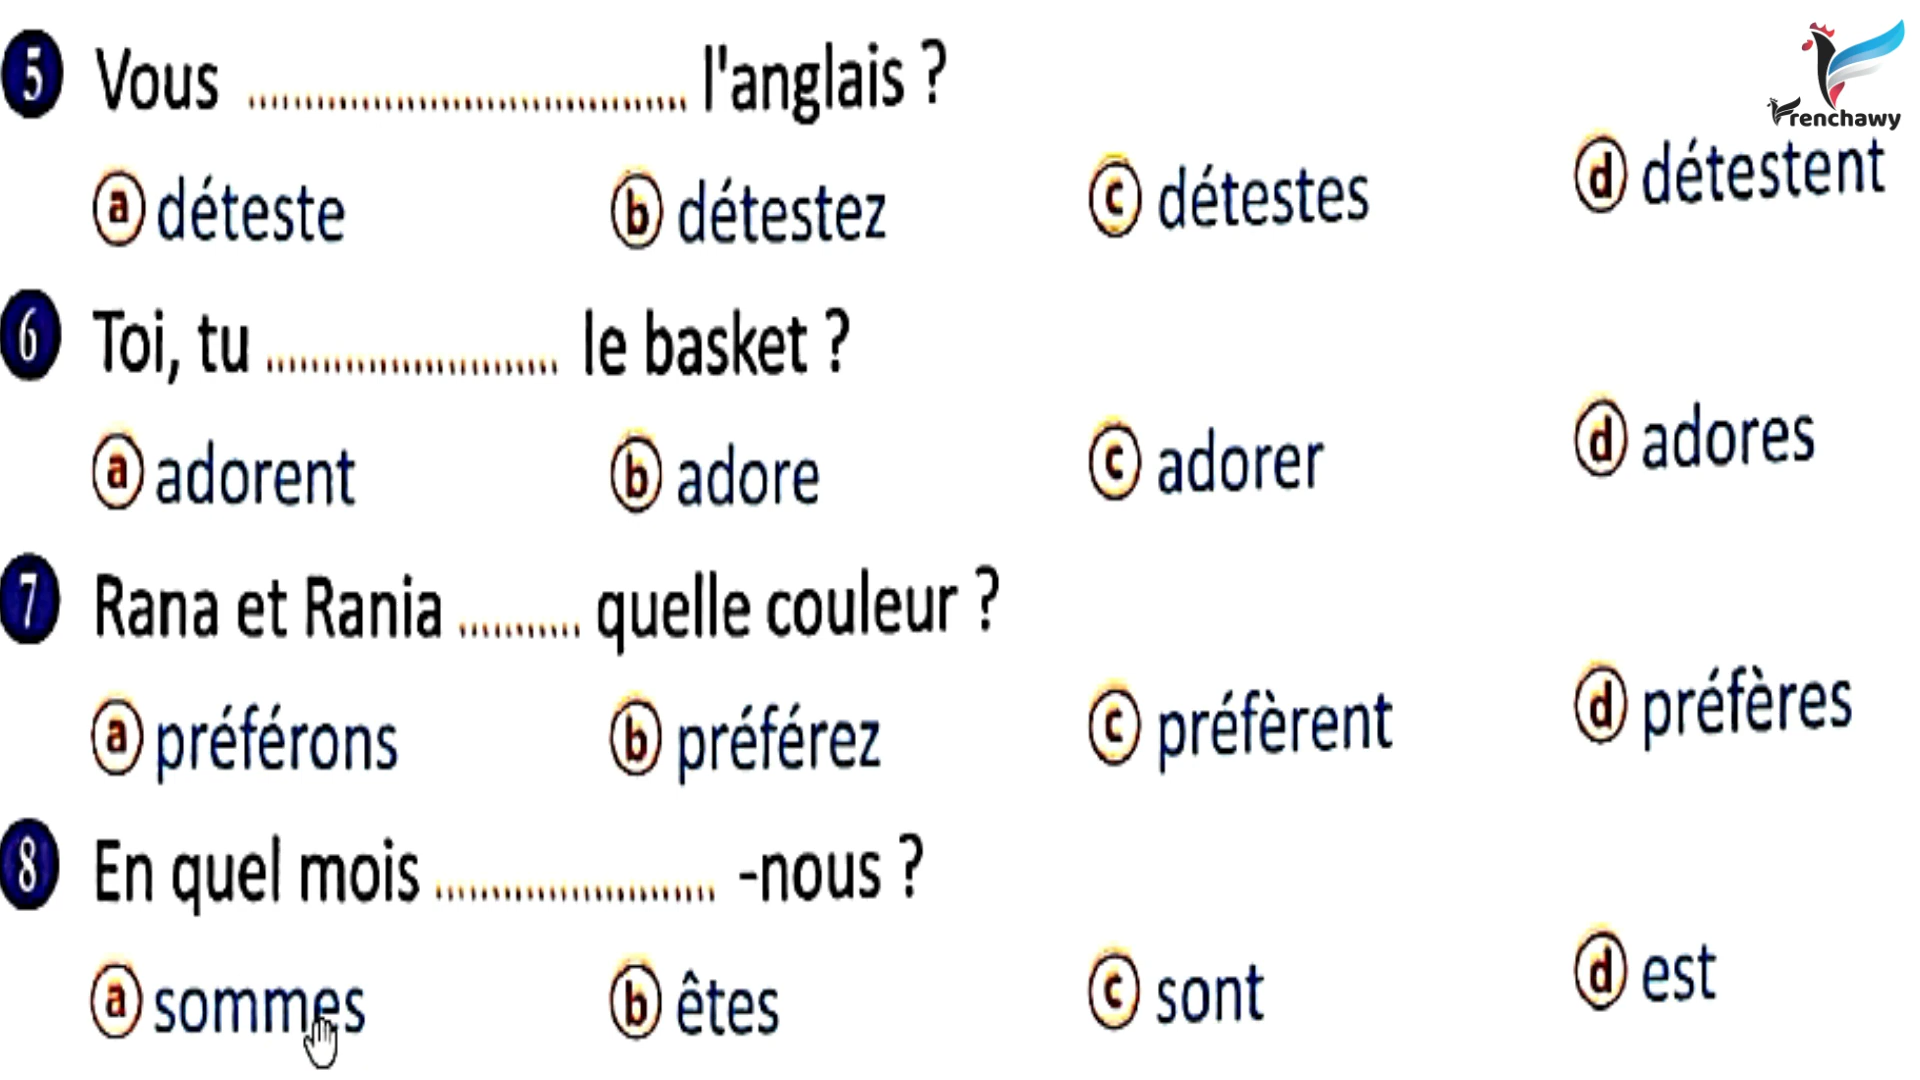 Frenchawy
5 Vous ........................................ l'anglais ?
a déteste b détestez c détestes d détestent
6 Toi, tu .......................... le basket ?
a adorent b adore c adorer d adores
7 Rana et Rania ........... quelle couleur ?
a préférons b préférez c préfèrent d préfères
8 En quel mois ......................... -nous ?
a sommes b êtes c sont d est